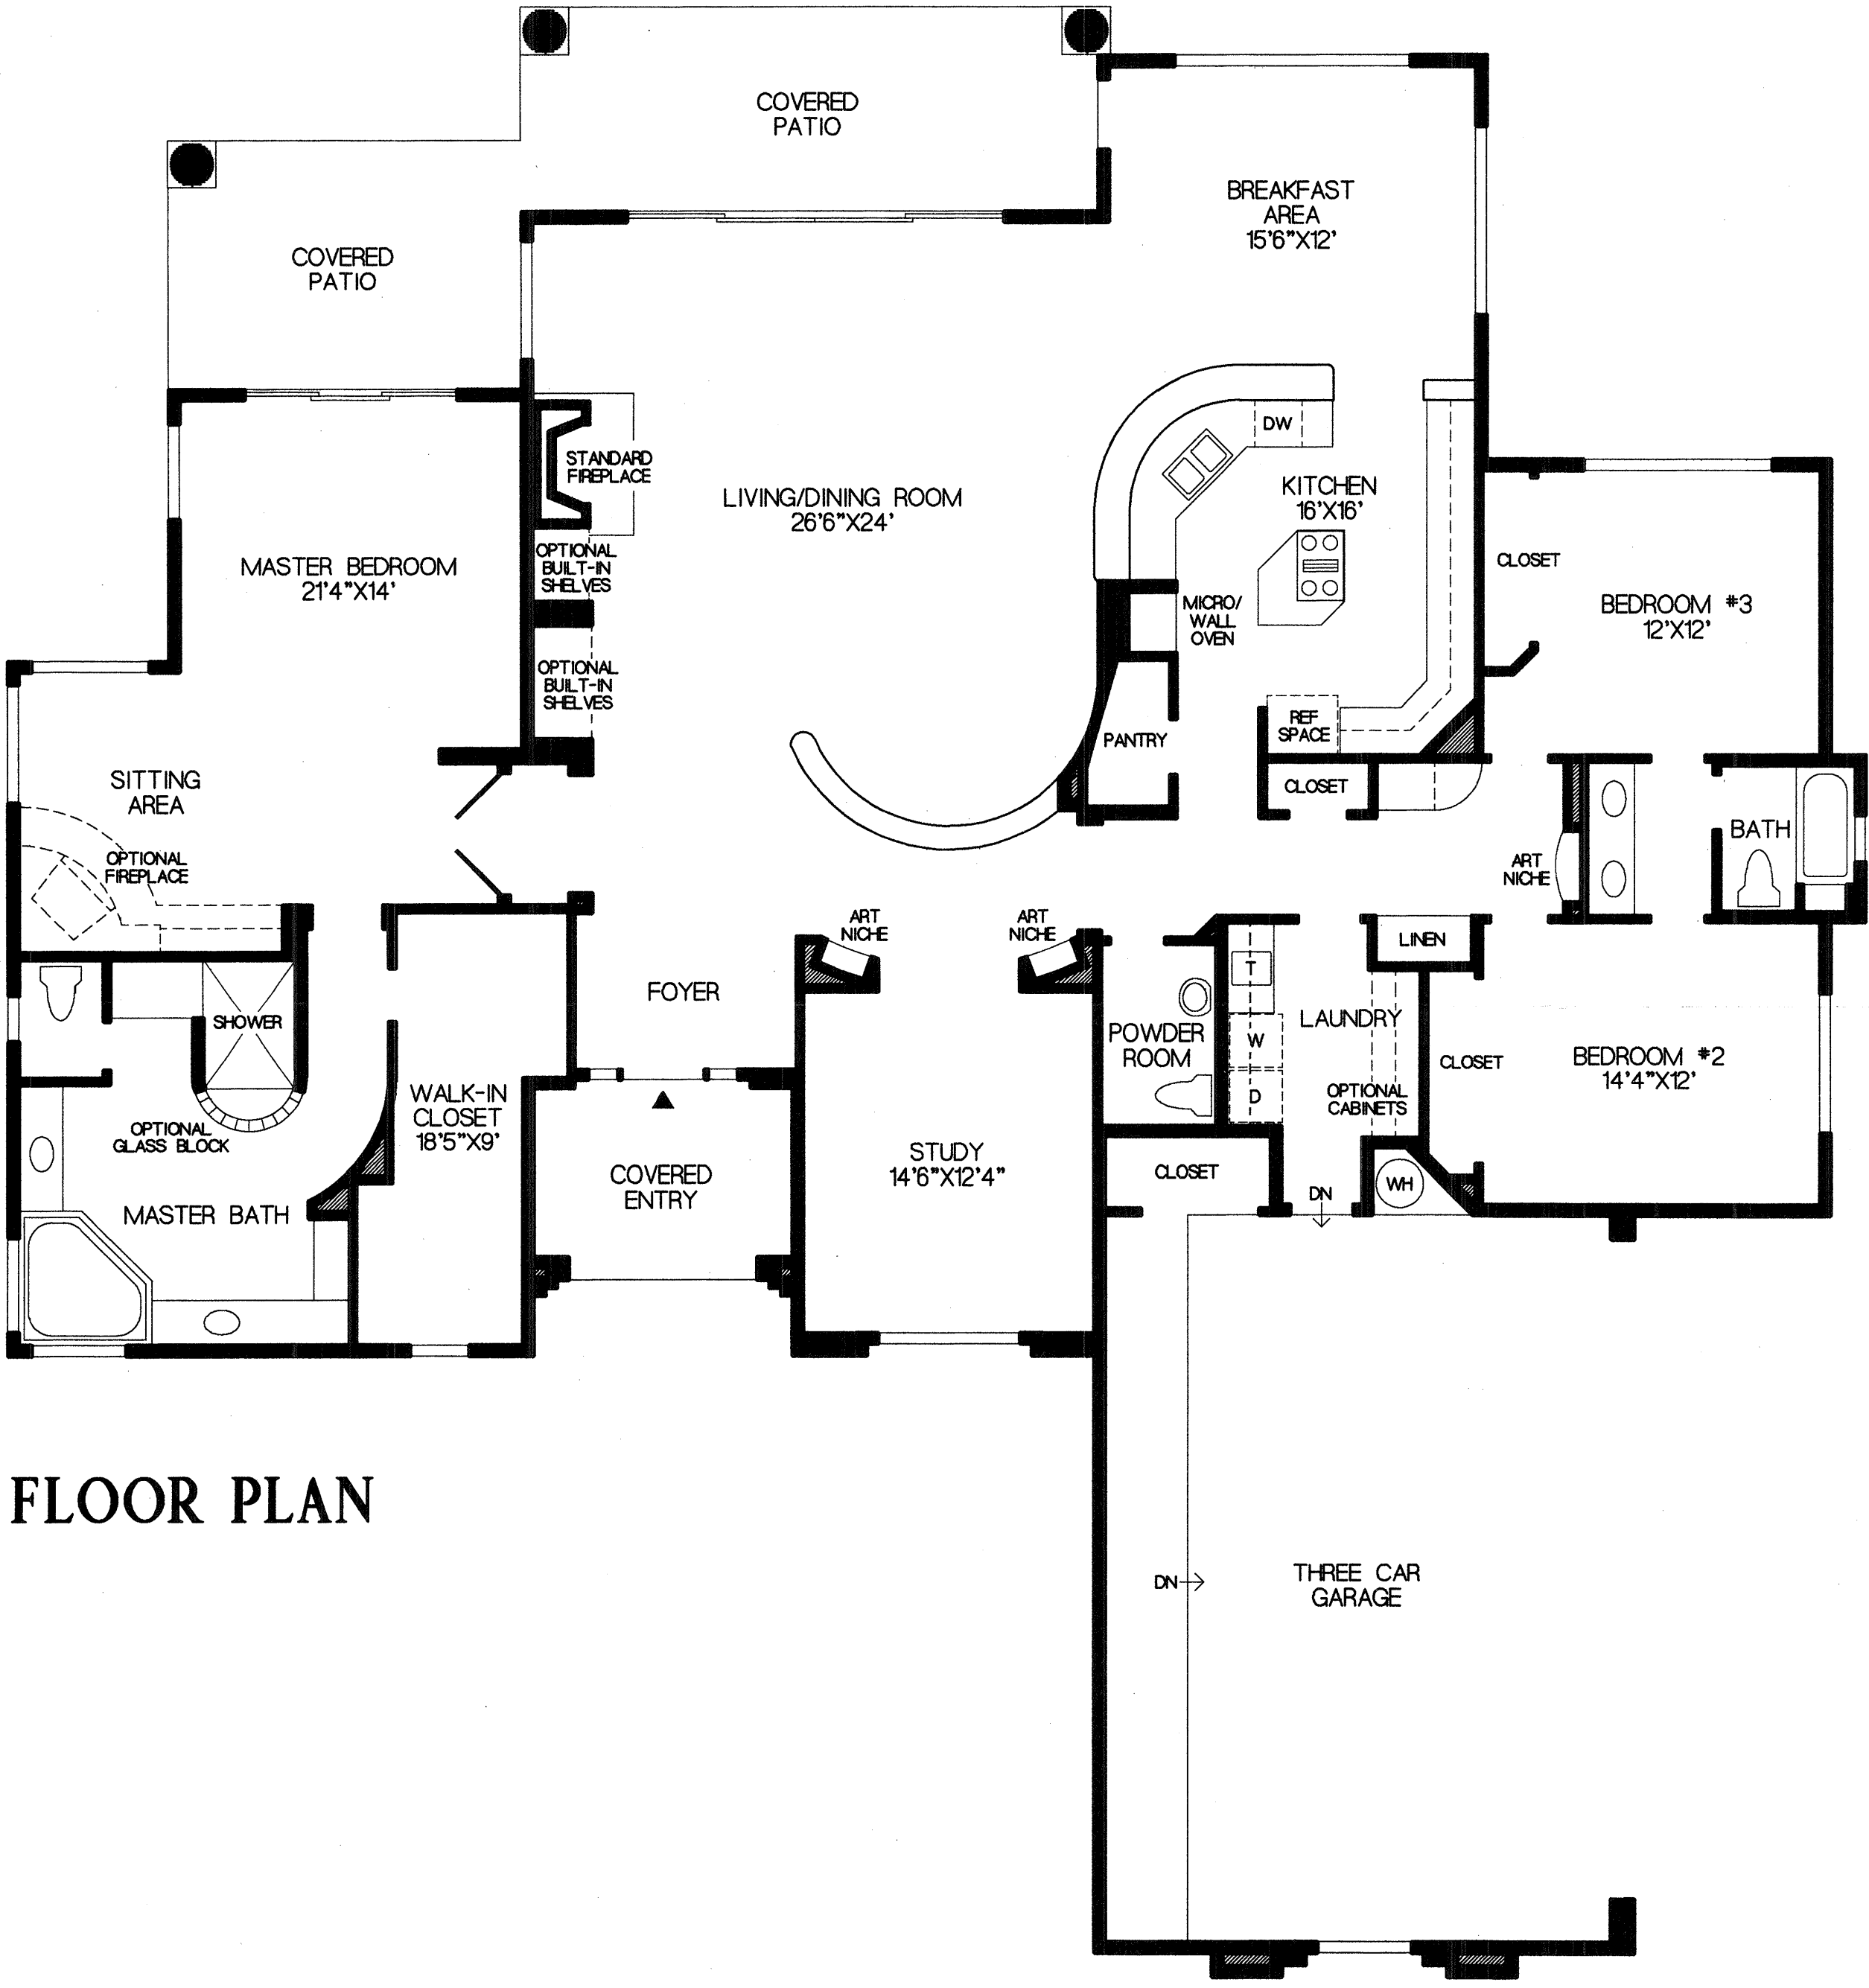 COVERED
PATIO
BREAKFAST
AREA
15'6"X12'
COVERED
PATIO
DW
STANDARD
FIREPLACE
LIVING/DINING ROOM
26'6"X24'
KITCHEN
16'X16'
OPTIONAL
BUILT-IN
SHELVES
MASTER BEDROOM
21'4"X14'
CLOSET
MICRO/
WALL
OVEN
BEDROOM #3
12'X12'
OPTIONAL
BUILT-IN
SHELVES
REF
SPACE
PANTRY
SITTING
AREA
CLOSET
BATH
OPTIONAL
FIREPLACE
ART
NICHE
ART
NICHE
ART
NICHE
LINEN
T
FOYER
SHOWER
LAUNDRY
POWDER
ROOM
W
CLOSET
BEDROOM #2
14'4"X12'
WALK-IN
CLOSET
18'5"X9'
D
OPTIONAL
CABINETS
OPTIONAL
GLASS BLOCK
COVERED
ENTRY
STUDY
14'6"X12'4"
CLOSET
WH
DN
MASTER BATH
FLOOR PLAN
DN
THREE CAR
GARAGE